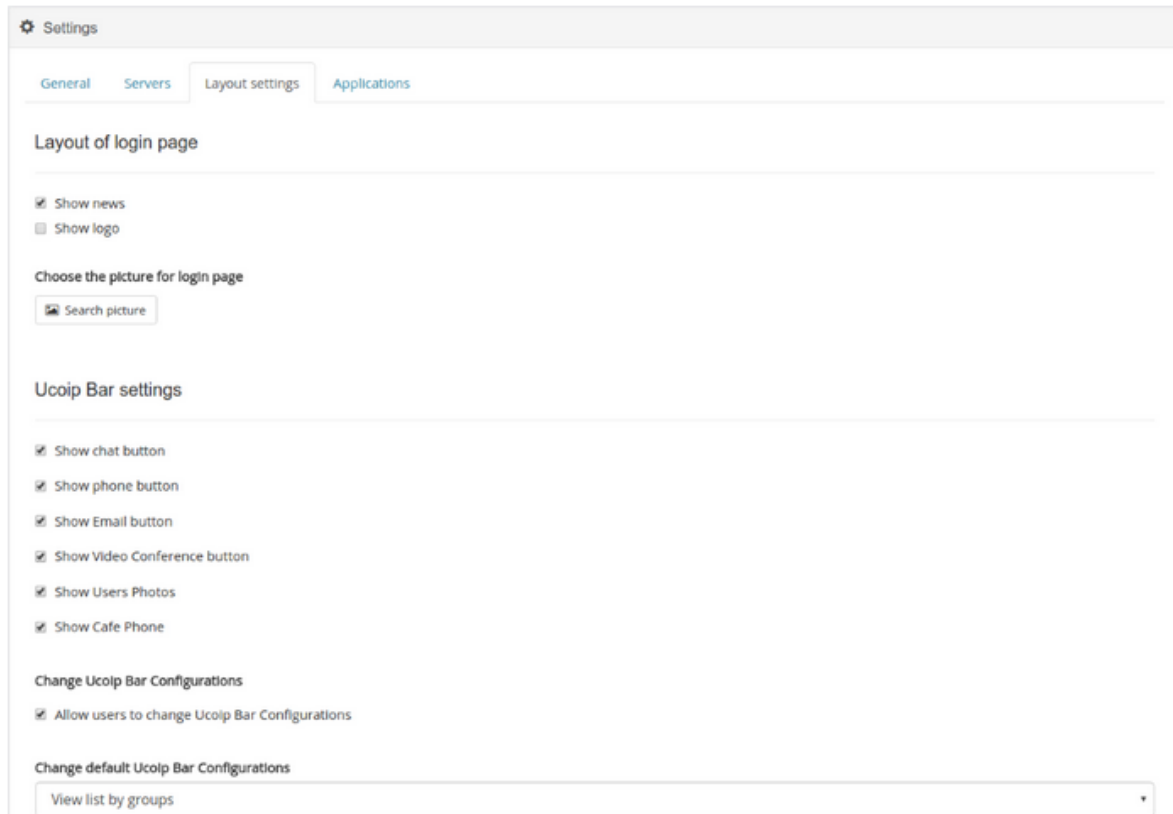 Settings
General Servers Layout settings Applications
Layout of login page
Show news
Show logo
Choose the picture for login page
Search picture
Ucoip Bar settings
Show chat button
Show phone button
Show Email button
Show Video Conference button
Show Users Photos
Show Cafe Phone
Change Ucoip Bar Configurations
Allow users to change Ucoip Bar Configurations
Change default Ucoip Bar Configurations
View list by groups